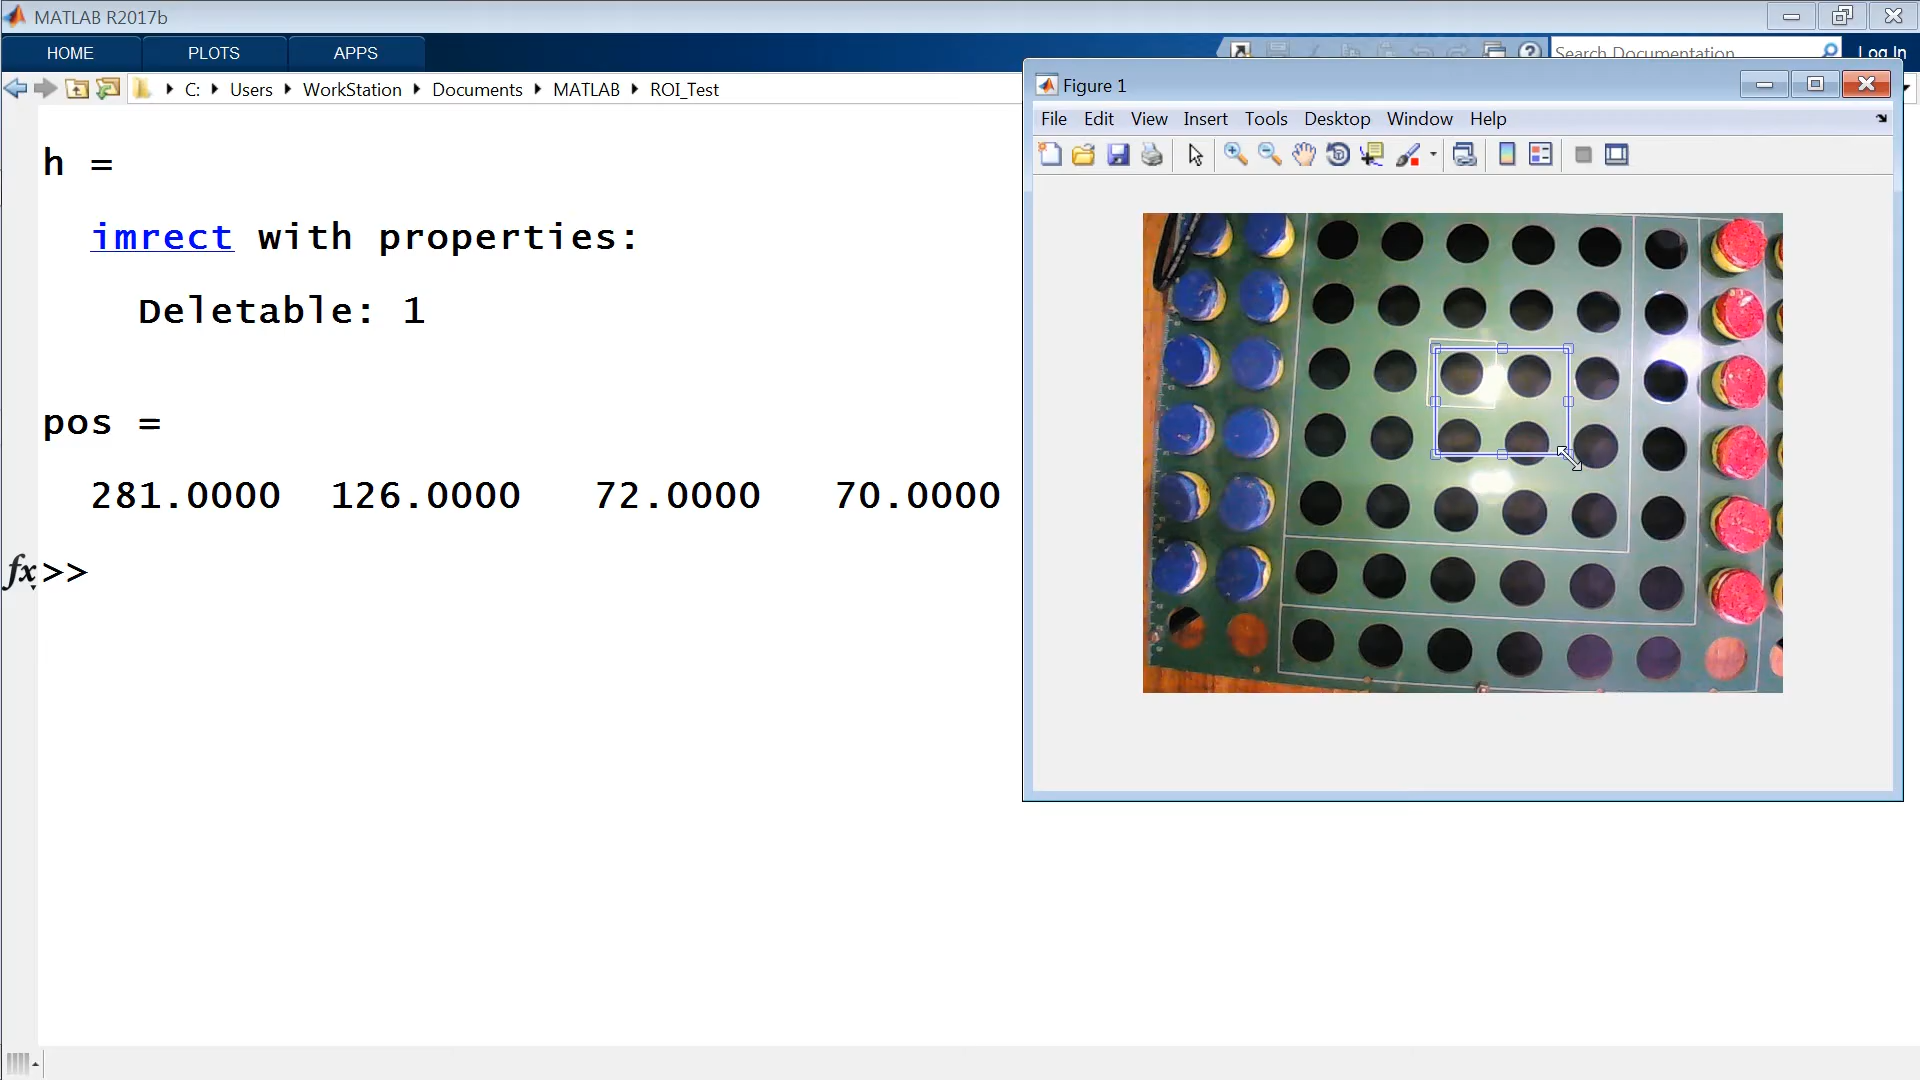 MATLAB R2017b
HOME PLOTS APPS
Search Documentation
Log In
C: Users WorkStation Documents MATLAB ROI_Test
h =
imrect with properties:
Deletable: 1
pos =
281.0000 126.0000 72.0000 70.0000
fx >>
Figure 1
File Edit View Insert Tools Desktop Window Help